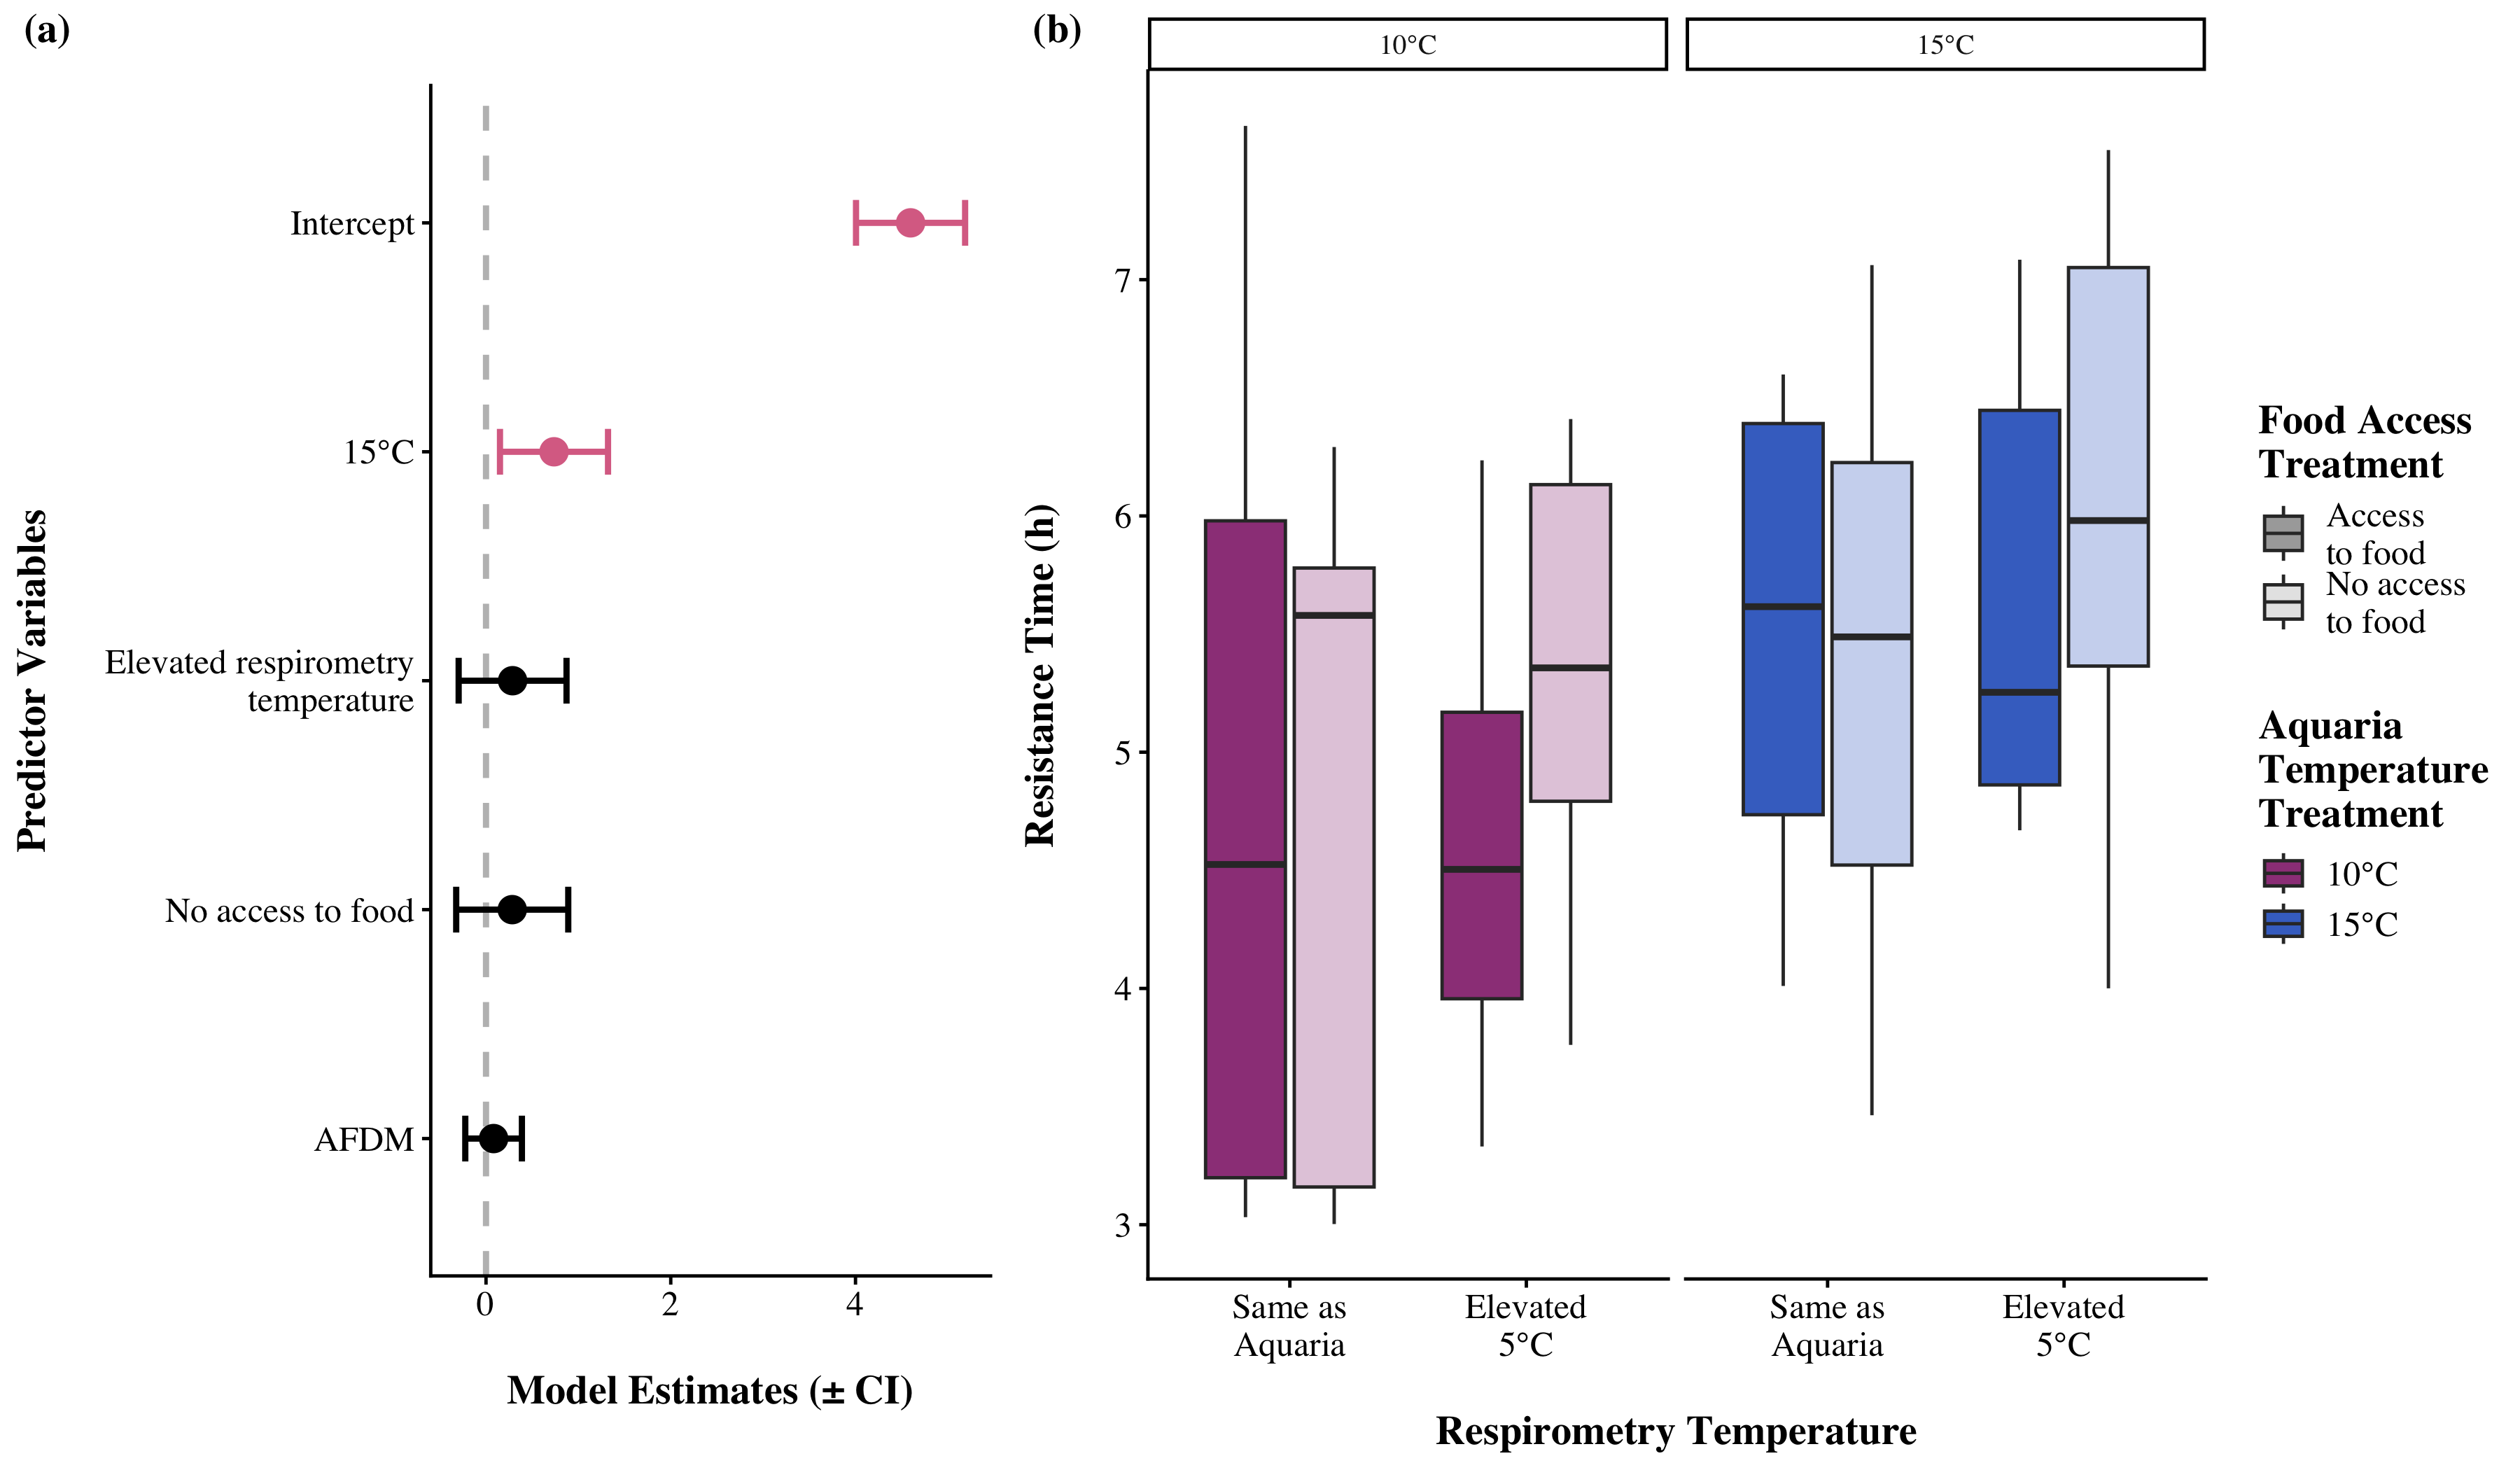 (a)
Predictor Variables
Intercept
15°C
Elevated respirometry
temperature
No access to food
AFDM
0 2 4
Model Estimates (± CI)
(b)
10°C 15°C
Resistance Time (h)
7
6
5
4
3
Same as
Aquaria
Elevated
5°C
Same as
Aquaria
Elevated
5°C
Respirometry Temperature
Food Access
Treatment
Access
to food
No access
to food
Aquaria
Temperature
Treatment
10°C
15°C